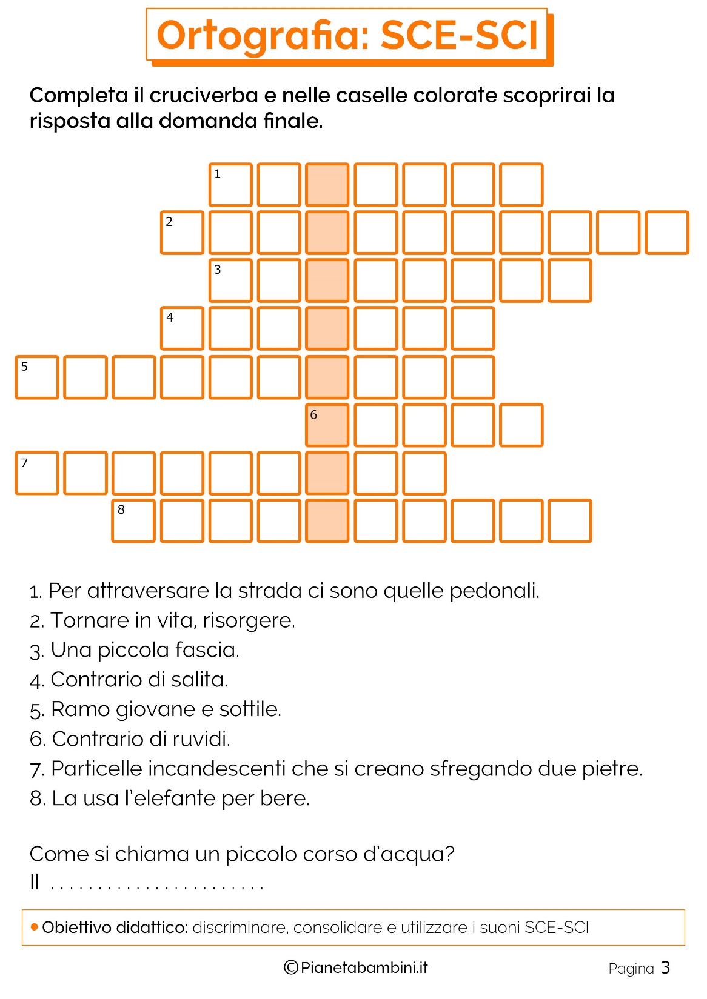 Ortografia: SCE-SCI
Completa il cruciverba e nelle caselle colorate scoprirai la
risposta alla domanda finale.
1
2
3
4
5
6
7
8
1. Per attraversare la strada ci sono quelle pedonali.
2. Tornare in vita, risorgere.
3. Una piccola fascia.
4. Contrario di salita.
5. Ramo giovane e sottile.
6. Contrario di ruvidi.
7. Particelle incandescenti che si creano sfregando due pietre.
8. La usa l'elefante per bere.
Come si chiama un piccolo corso d'acqua?
Il . . . . . . . . . . . . . . . . . . . . . . .
• Obiettivo didattico: discriminare, consolidare e utilizzare i suoni SCE-SCI
©Pianetabambini.it
Pagina 3